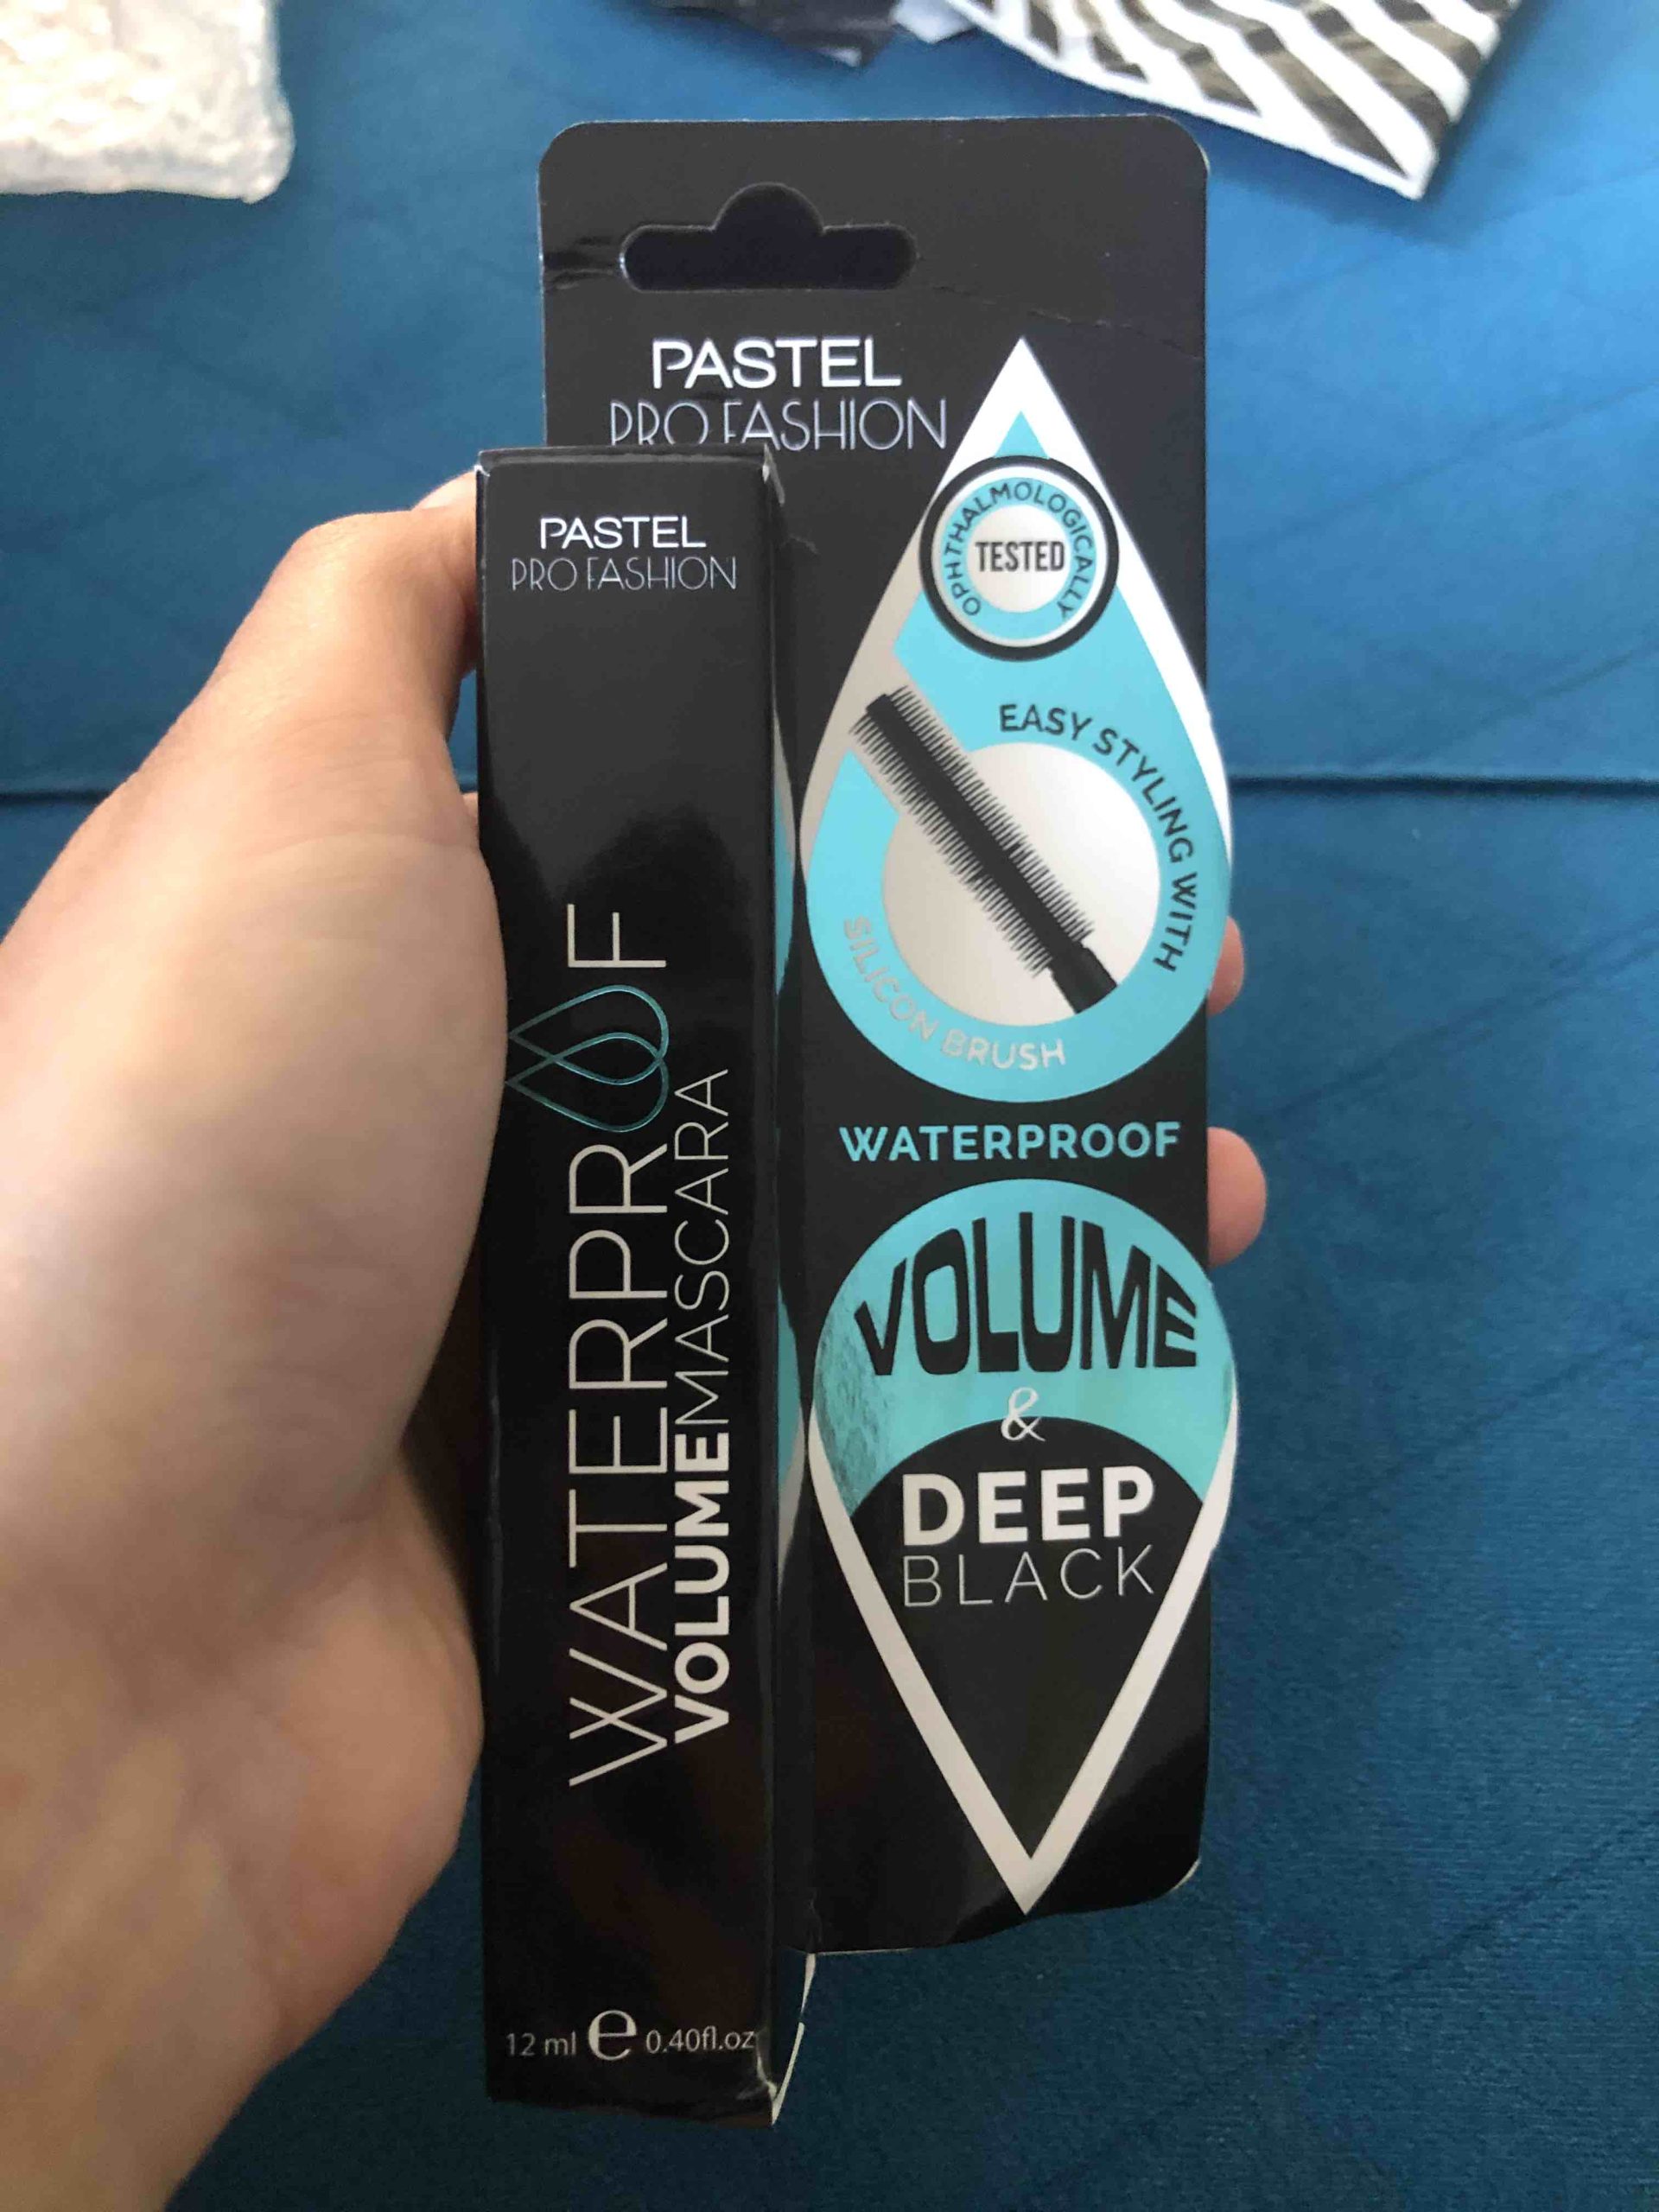 PASTEL
PRO FASHION
OPHTHALMOLOGICALLY
TESTED
EASY STYLING WITH
SILICON BRUSH
WATERPROOF
VOLUME
&
DEEP
BLACK
PASTEL
PRO FASHION
WATERPROOF
VOLUMEMASCARA
12 ml e 0.40fl.oz